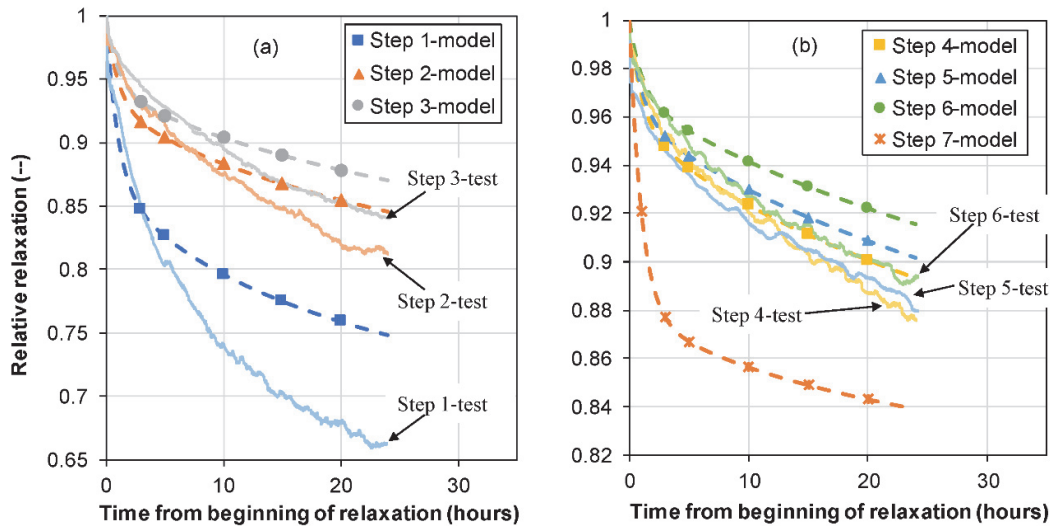 (a)
Step 1-model
Step 2-model
Step 3-model
Relative relaxation (--)
1
0.95
0.9
0.85
0.8
0.75
0.7
0.65
Step 3-test
Step 2-test
Step 1-test
0
10
20
30
Time from beginning of relaxation (hours)
(b)
Step 4-model
Step 5-model
Step 6-model
Step 7-model
1
0.98
0.96
0.94
0.92
0.9
0.88
0.86
0.84
0.82
Step 6-test
Step 5-test
Step 4-test
0
10
20
30
Time from beginning of relaxation (hours)